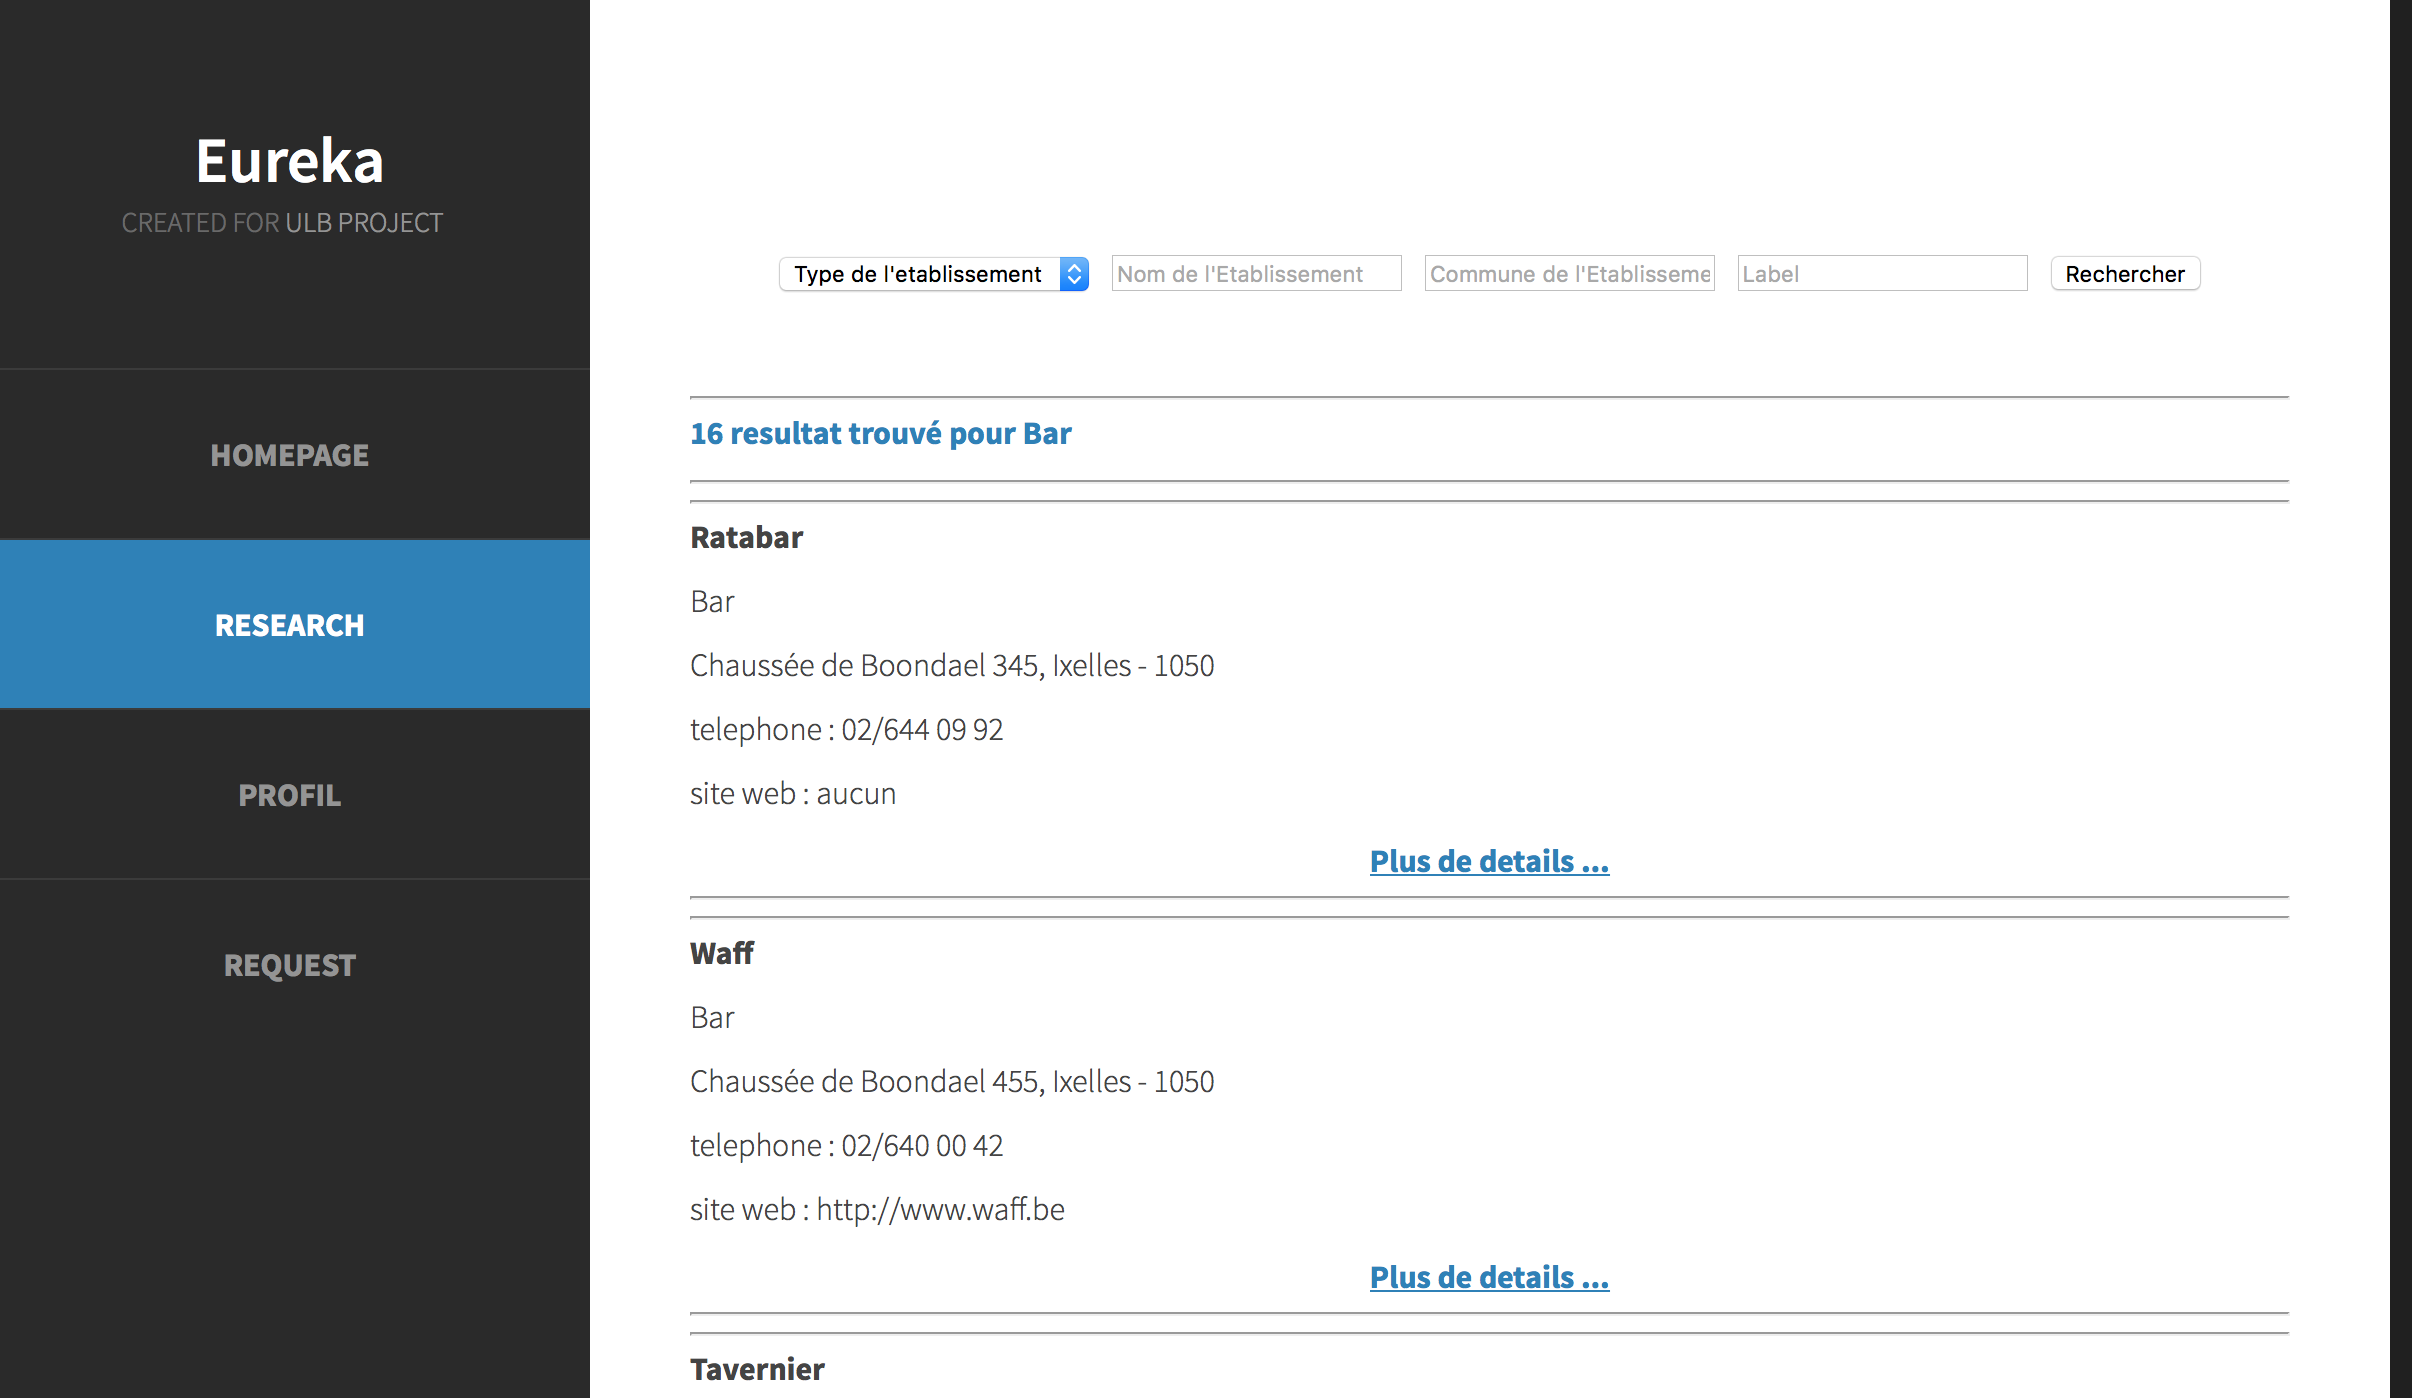 Eureka
CREATED FOR ULB PROJECT
HOMEPAGE
RESEARCH
PROFIL
REQUEST
Type de l'etablissement Nom de l'Etablissement Commune de l'Etablisseme Label Rechercher
16 resultat trouvé pour Bar
Ratabar
Bar
Chaussée de Boondael 345, Ixelles - 1050
telephone : 02/644 09 92
site web : aucun
Plus de details ...
Waff
Bar
Chaussée de Boondael 455, Ixelles - 1050
telephone : 02/640 00 42
site web : http://www.waff.be
Plus de details ...
Tavernier